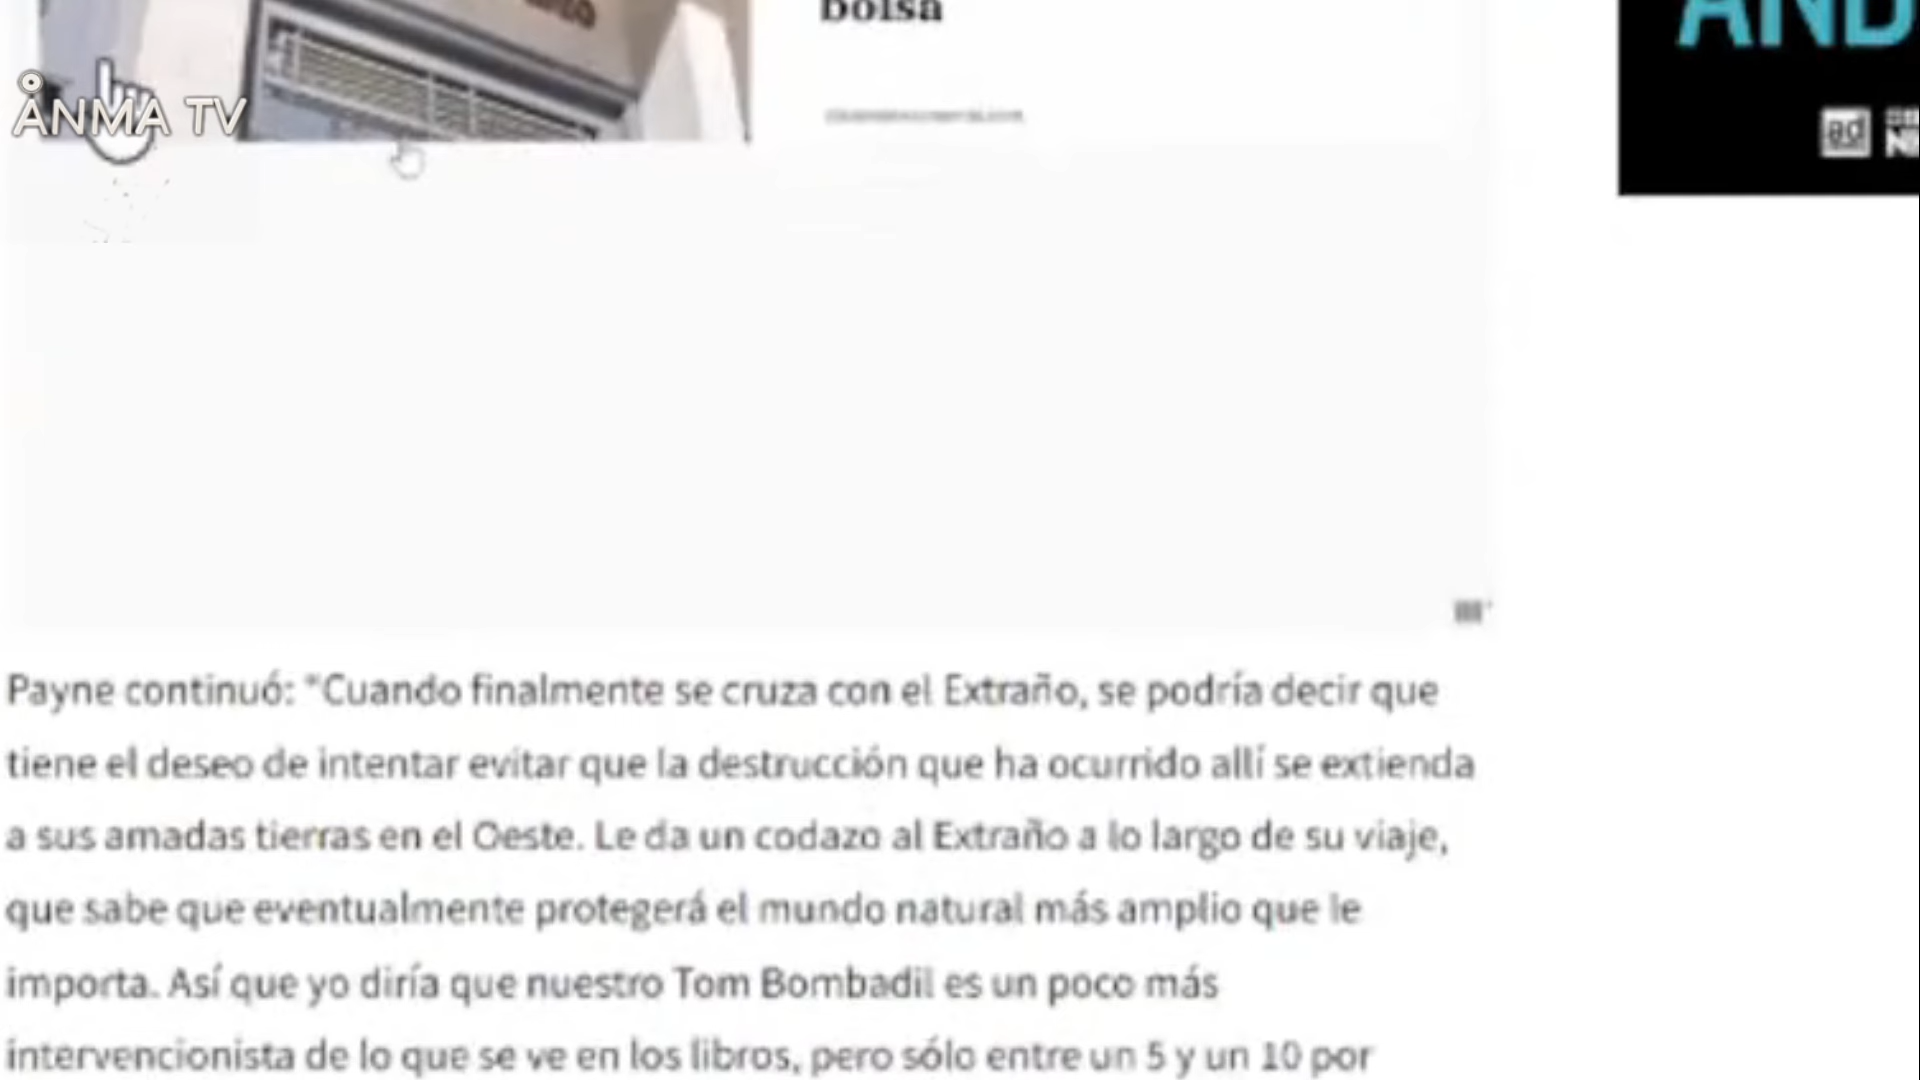 bolsa
ÅNMA TV
ad
Payne continuó: "Cuando finalmente se cruza con el Extraño, se podría decir que
tiene el deseo de intentar evitar que la destrucción que ha ocurrido allí se extienda
a sus amadas tierras en el Oeste. Le da un codazo al Extraño a lo largo de su viaje,
que sabe que eventualmente protegerá el mundo natural más amplio que le
importa. Así que yo diría que nuestro Tom Bombadil es un poco más
intervencionista de lo que se ve en los libros, pero sólo entre un 5 y un 10 por